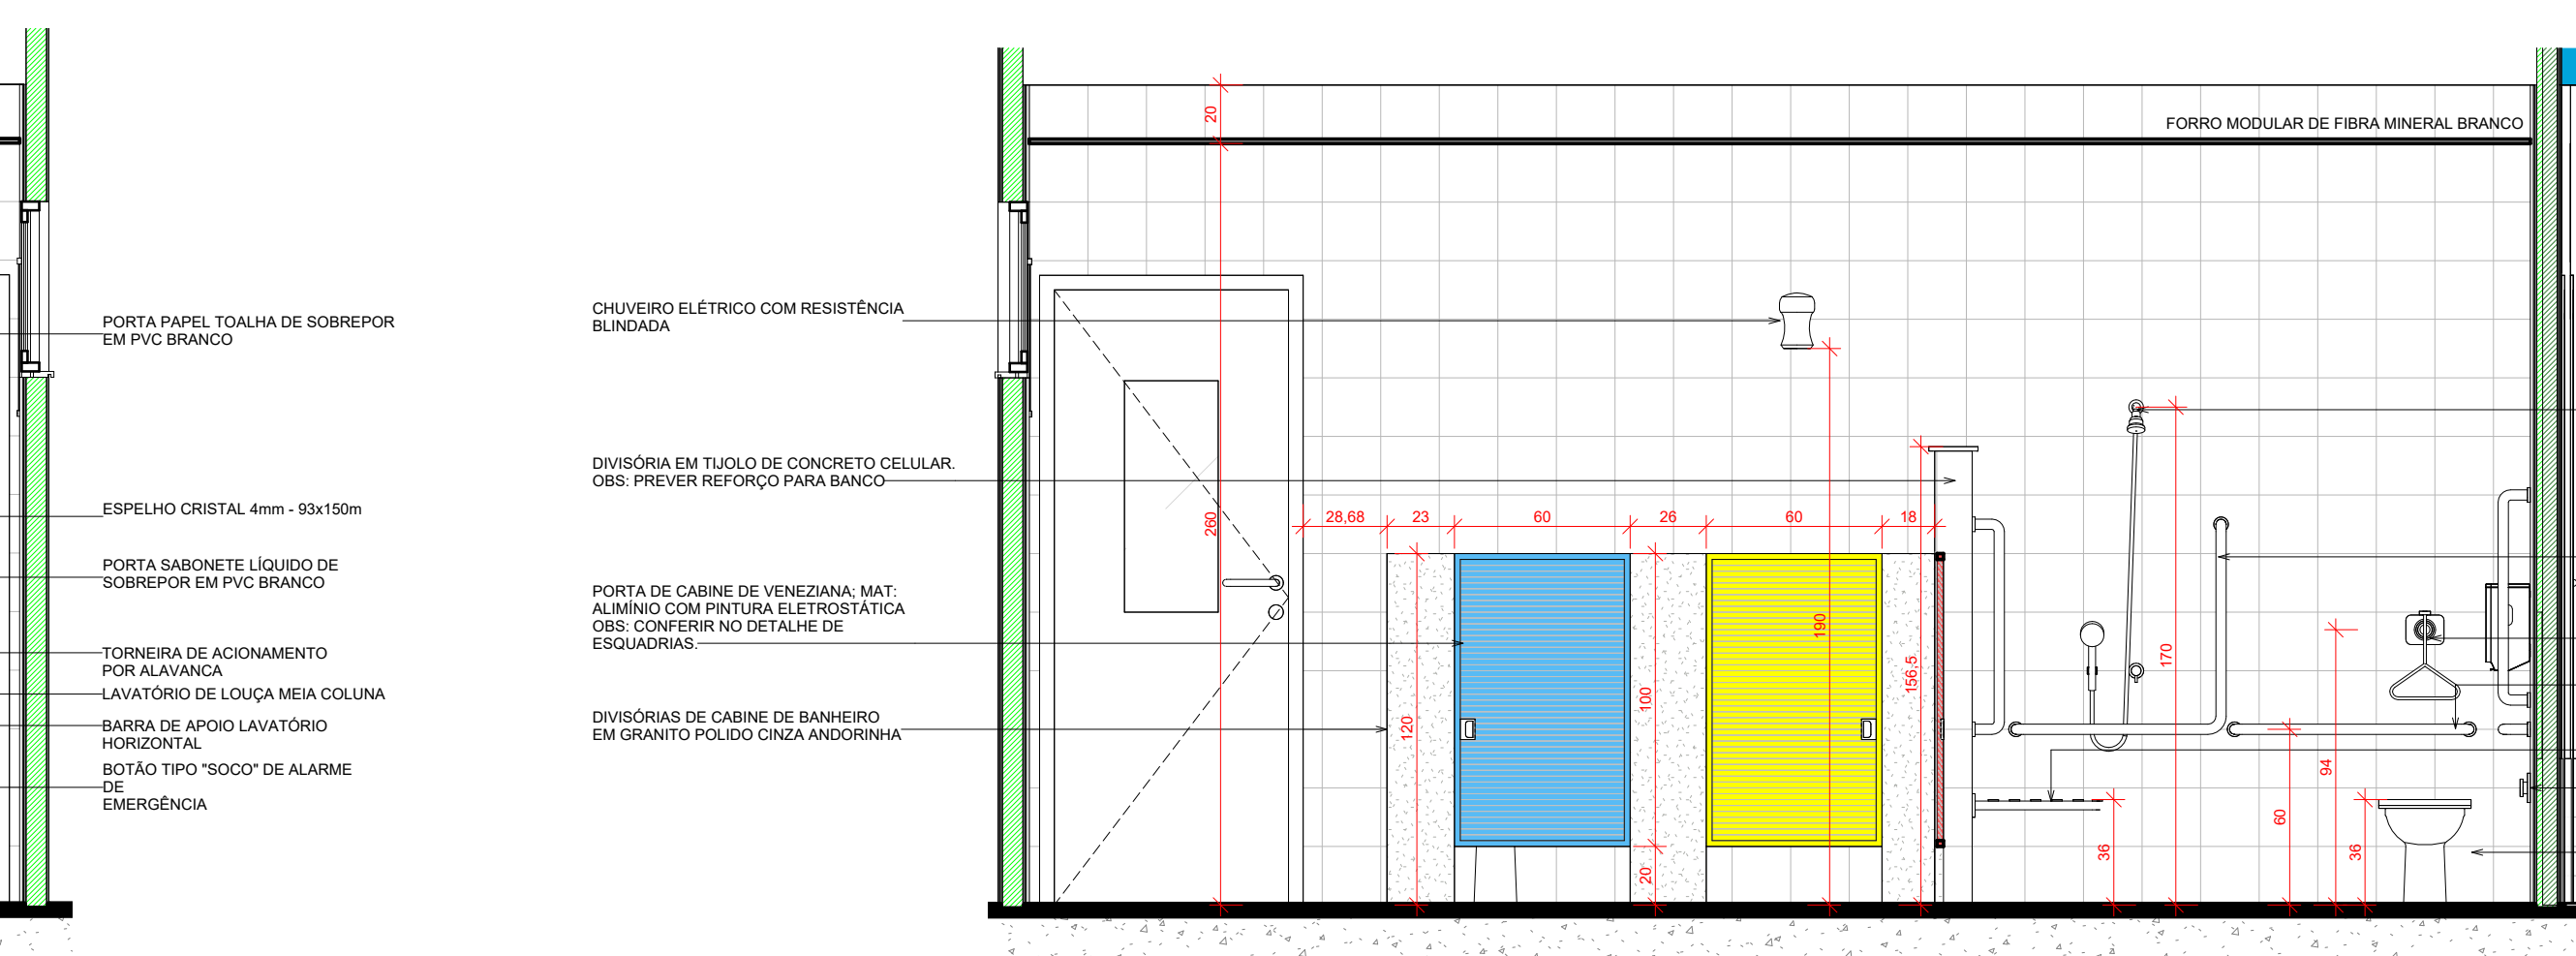 PORTA PAPEL TOALHA DE SOBREPOR
EM PVC BRANCO
ESPELHO CRISTAL 4mm - 93x150m
PORTA SABONETE LÍQUIDO DE
SOBREPOR EM PVC BRANCO
TORNEIRA DE ACIONAMENTO
POR ALAVANCA
LAVATÓRIO DE LOUÇA MEIA COLUNA
BARRA DE APOIO LAVATÓRIO
HORIZONTAL
BOTÃO TIPO "SOCO" DE ALARME
DE
EMERGÊNCIA
CHUVEIRO ELÉTRICO COM RESISTÊNCIA
BLINDADA
DIVISÓRIA EM TIJOLO DE CONCRETO CELULAR.
OBS: PREVER REFORÇO PARA BANCO
PORTA DE CABINE DE VENEZIANA; MAT:
ALIMÍNIO COM PINTURA ELETROSTÁTICA
OBS: CONFERIR NO DETALHE DE
ESQUADRIAS.
DIVISÓRIAS DE CABINE DE BANHEIRO
EM GRANITO POLIDO CINZA ANDORINHA
FORRO MODULAR DE FIBRA MINERAL BRANCO
20
260
28,68
23
60
26
60
18
120
100
20
190
156,5
170
36
60
94
36